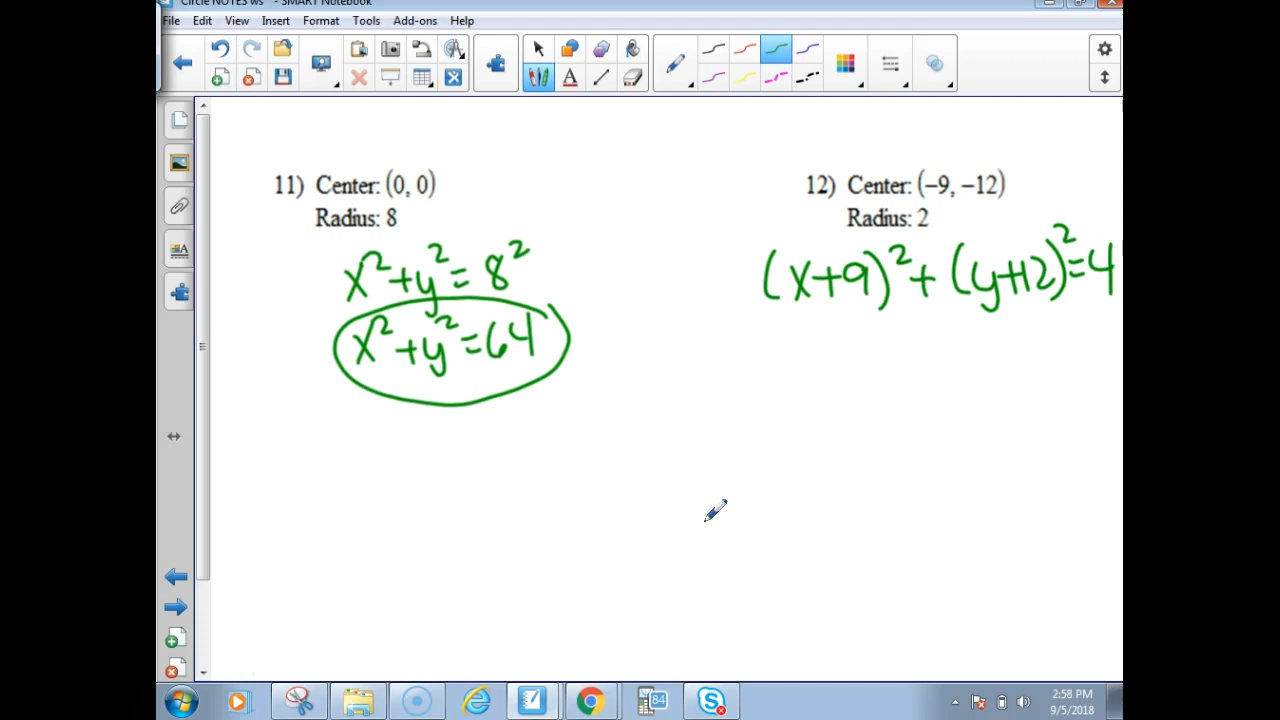 Circle NOTES ws * - SMART Notebook
File Edit View Insert Format Tools Add-ons Help
11) Center: (0, 0)
Radius: 8
x²+y²=8²
x²+y²=64
12) Center: (−9, −12)
Radius: 2
(x+9)²+(y+12)²=4
84
2:58 PM
9/5/2018